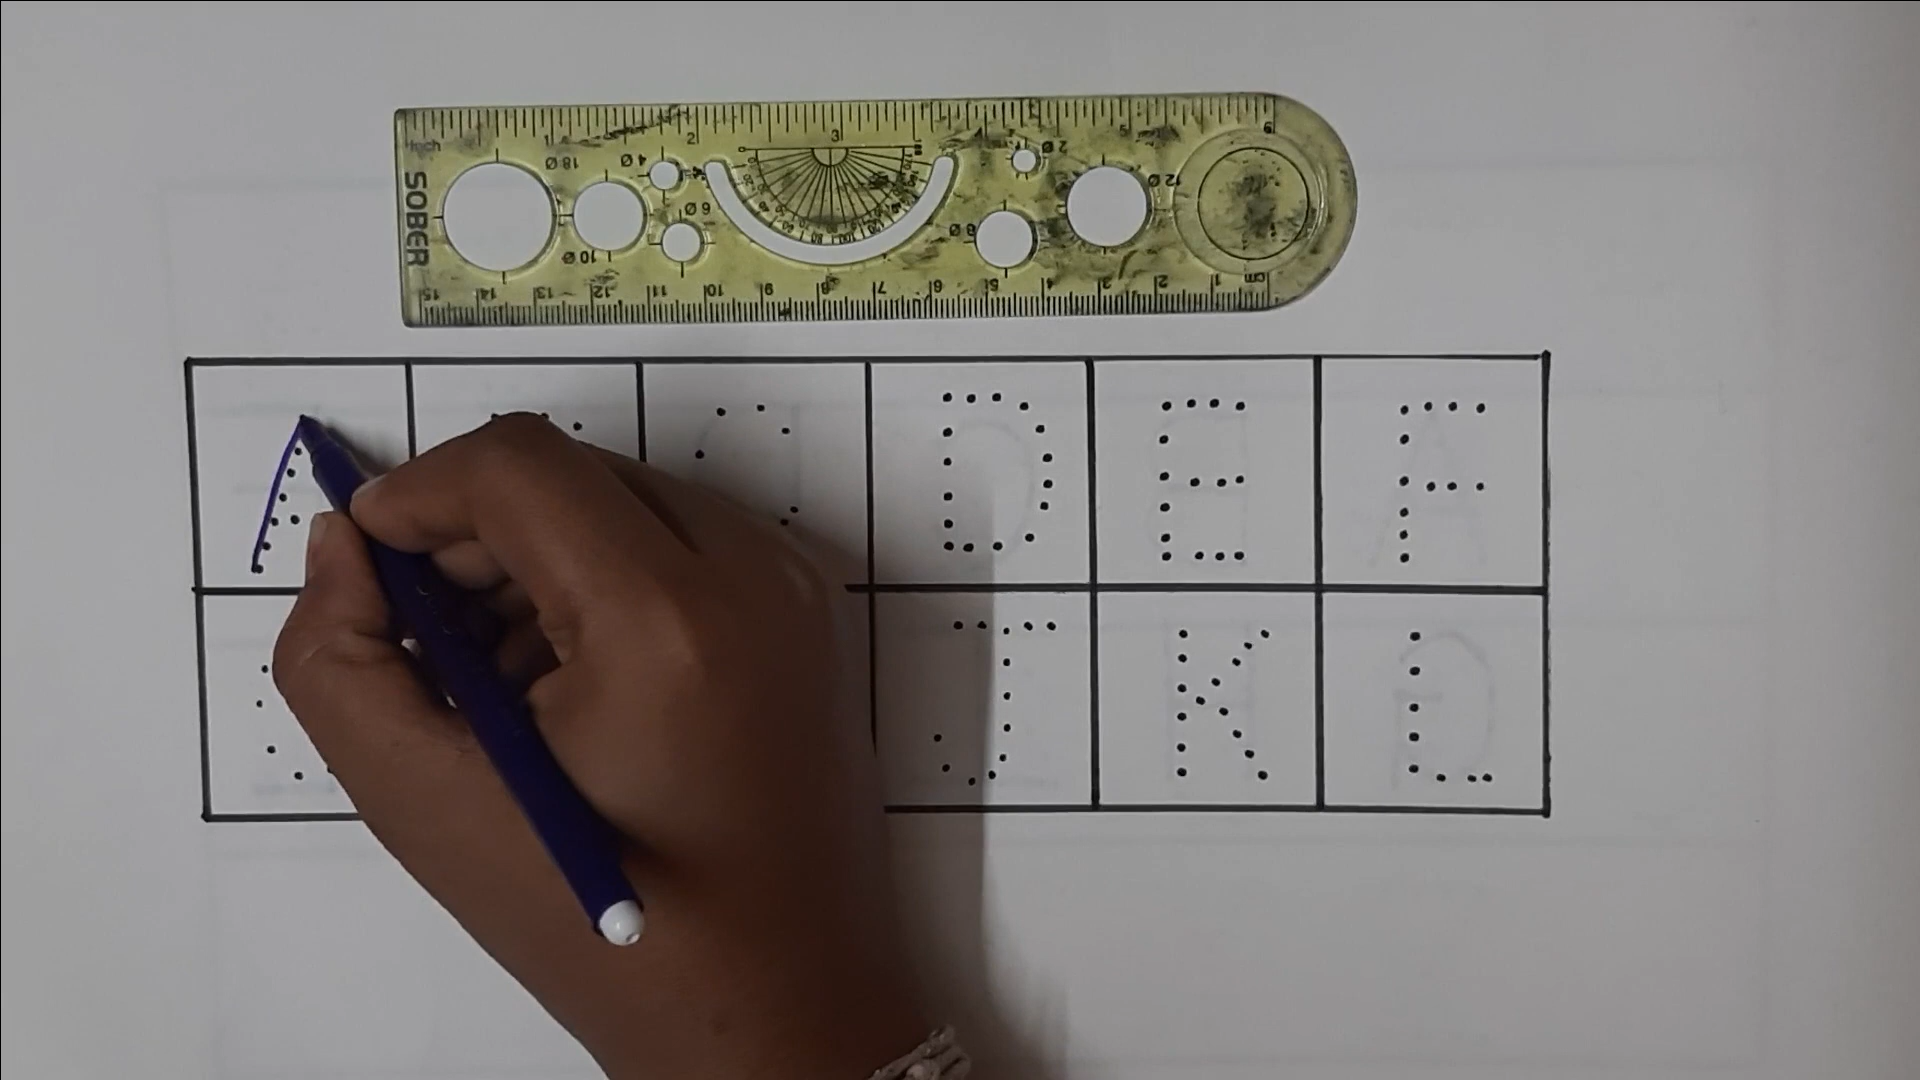 Inch 1 2 3 4 5 6
SOBER
18 Ø 4 Ø 2 Ø 12 Ø
10 Ø 6 Ø 8 Ø
15 14 13 12 11 10 9 8 7 6 5 4 3 2 1 cm
A C D E F
J K L